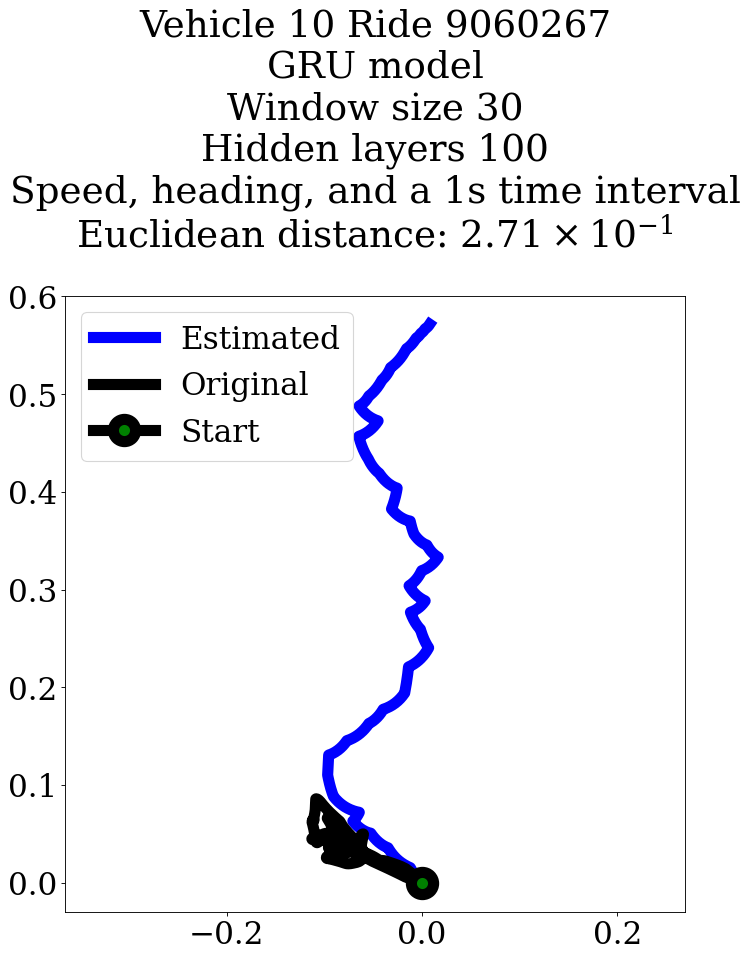 Vehicle 10 Ride 9060267
GRU model
Window size 30
Hidden layers 100
Speed, heading, and a 1s time interval
Euclidean distance: 2.71 × 10⁻¹
0.6
0.5
0.4
0.3
0.2
0.1
0.0
Estimated
Original
Start
−0.2
0.0
0.2